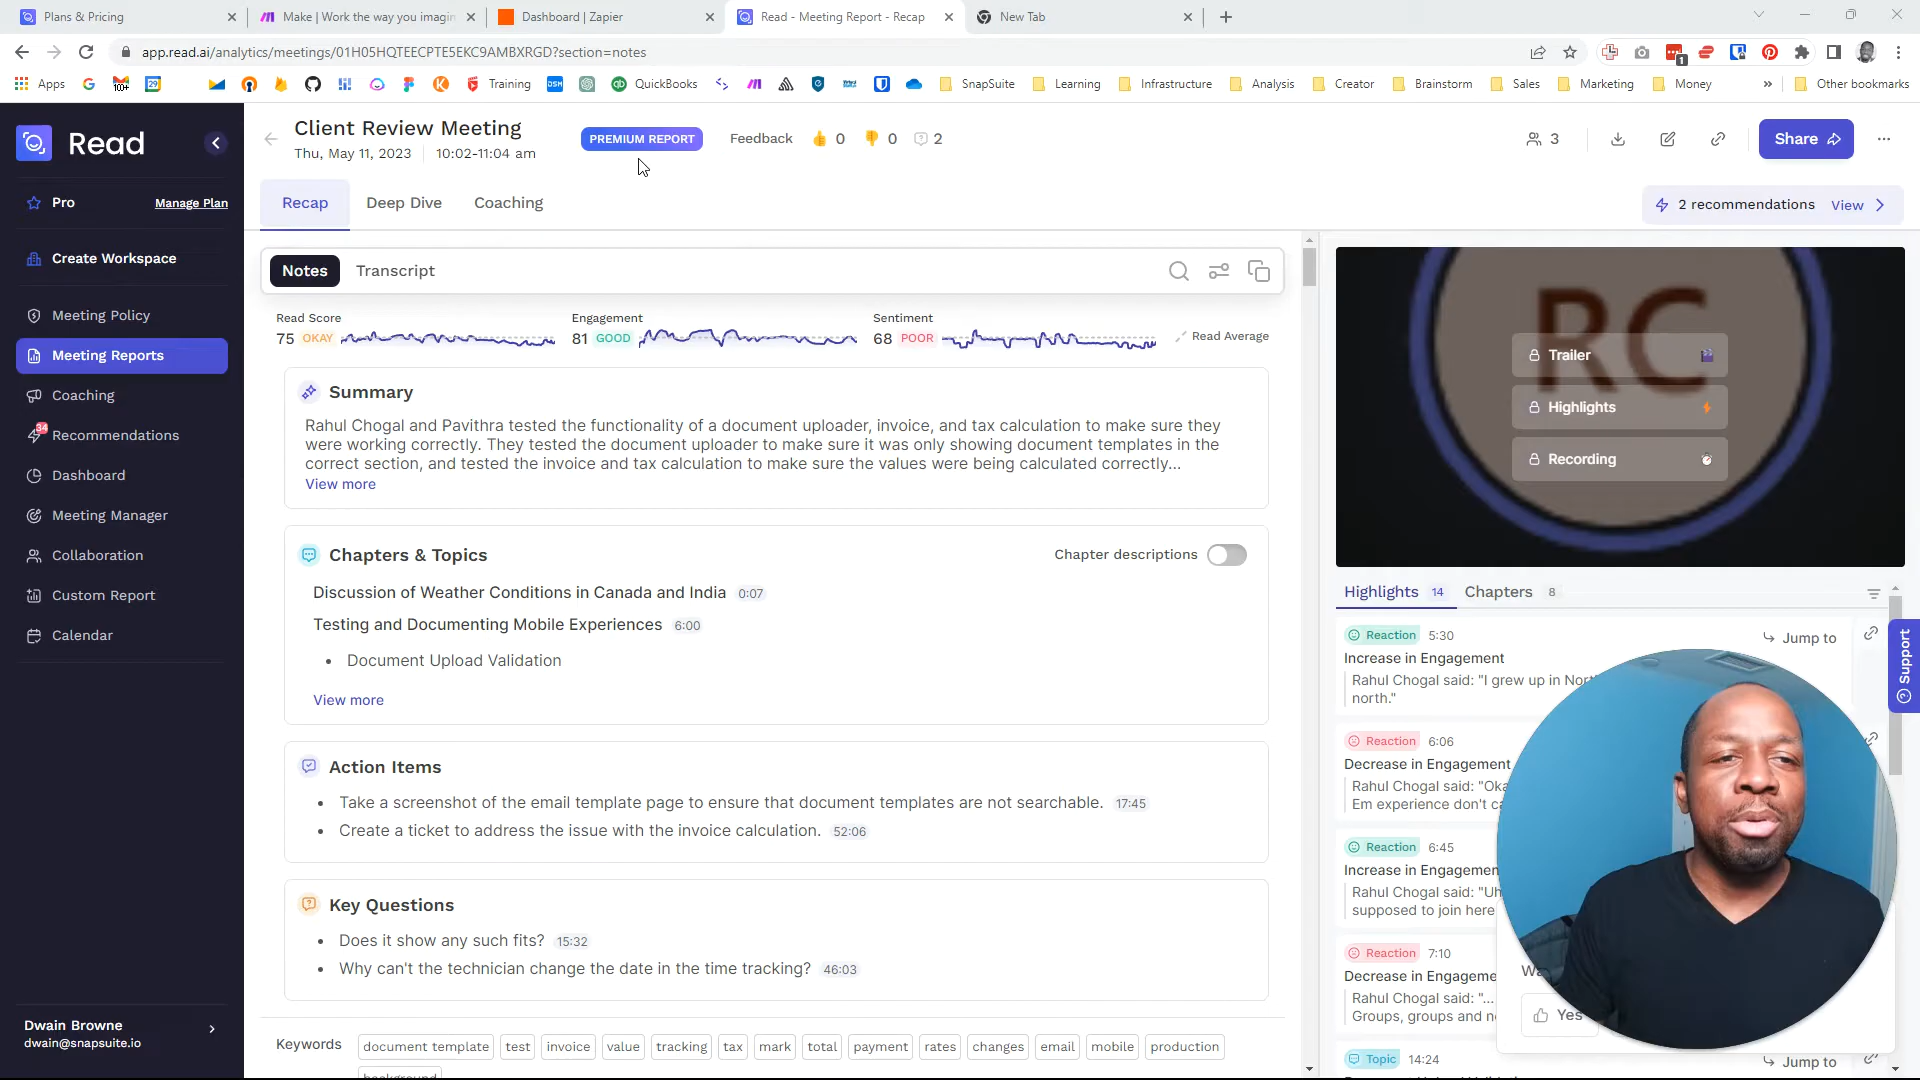 Plans & Pricing
Make | Work the way you imagin
Dashboard | Zapier
Read - Meeting Report - Recap
New Tab
app.read.ai/analytics/meetings/01H05HQTEECPTE5EKC9AMBXRGD?section=notes
1
Apps
100+
Training
DSM
QuickBooks
SnapSuite
Learning
Infrastructure
Analysis
Creator
Brainstorm
Sales
Marketing
Money
»
Other bookmarks
Read
Pro
Manage Plan
Create Workspace
Meeting Policy
Meeting Reports
Coaching
34
Recommendations
Dashboard
Meeting Manager
Collaboration
Custom Report
Calendar
Dwain Browne
dwain@snapsuite.io
Client Review Meeting
Thu, May 11, 2023
10:02-11:04 am
PREMIUM REPORT
Feedback
0
0
2
3
Share
Recap
Deep Dive
Coaching
2 recommendations
View
Notes
Transcript
Read Score
75 OKAY
Engagement
81 GOOD
Sentiment
68 POOR
Read Average
Summary
Rahul Chogal and Pavithra tested the functionality of a document uploader, invoice, and tax calculation to make sure they
were working correctly. They tested the document uploader to make sure it was only showing document templates in the
correct section, and tested the invoice and tax calculation to make sure the values were being calculated correctly...
View more
Chapters & Topics
Chapter descriptions
Discussion of Weather Conditions in Canada and India 0:07
Testing and Documenting Mobile Experiences 6:00
• Document Upload Validation
View more
Action Items
• Take a screenshot of the email template page to ensure that document templates are not searchable. 17:45
• Create a ticket to address the issue with the invoice calculation. 52:06
Key Questions
• Does it show any such fits? 15:32
• Why can't the technician change the date in the time tracking? 46:03
Keywords
document template
test
invoice
value
tracking
tax
mark
total
payment
rates
changes
email
mobile
production
background
RC
Trailer
Highlights
Recording
Highlights 14
Chapters 8
Reaction 5:30
Jump to
Increase in Engagement
Rahul Chogal said: "I grew up in Nor
north."
Reaction 6:06
Decrease in Engagement
Rahul Chogal said: "Oka
Em experience don't ca
Reaction 6:45
Increase in Engagemen
Rahul Chogal said: "Uh
supposed to join here
Reaction 7:10
Decrease in Engageme
Rahul Chogal said: "...
Groups, groups and n
Topic 14:24
Jump to
Yes
Support